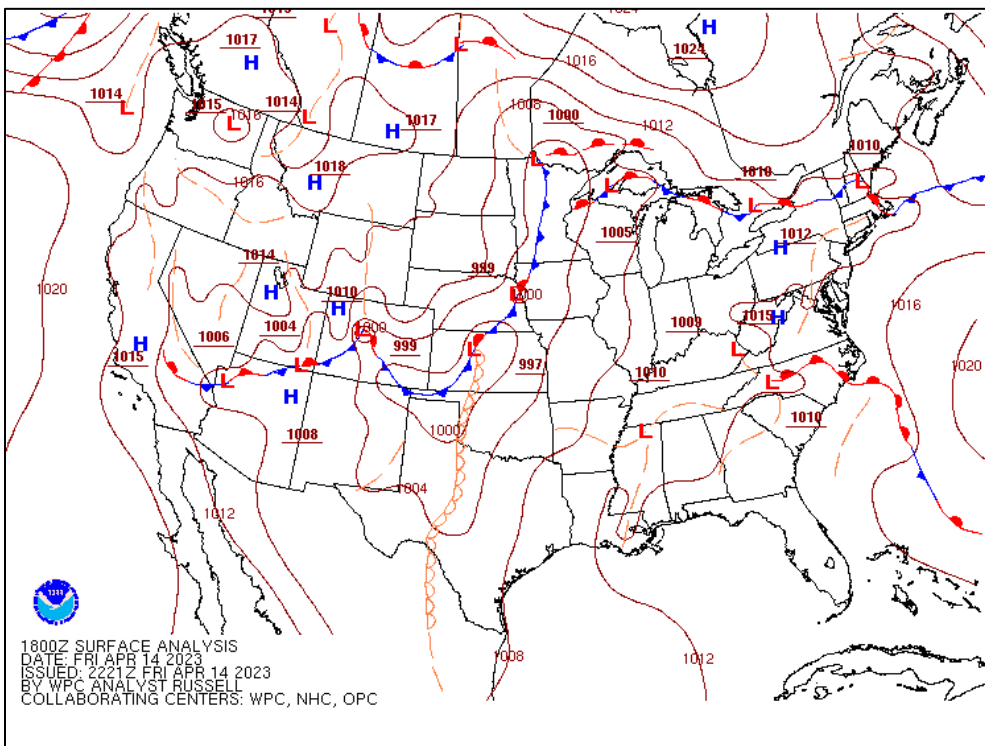 1016
1024
1017
H
L
H
1024
L
1016
1014
L
1015
1016
L
1014
L
1017
H
1008
1000
1012
1018
H
1016
L
1010
1010
L
L
L
1005
1012
H
1014
H
1010
H
999
1000
L
1020
1016
1006
1004
L
1000
999
L
1009
1015
H
H
1015
997
L
1020
L
L
H
1010
L
1010
1008
1000
L
1004
1012
1008
1012
1800Z SURFACE ANALYSIS
DATE: FRI APR 14 2023
ISSUED: 2221Z FRI APR 14 2023
BY WPC ANALYST RUSSELL
COLLABORATING CENTERS: WPC, NHC, OPC